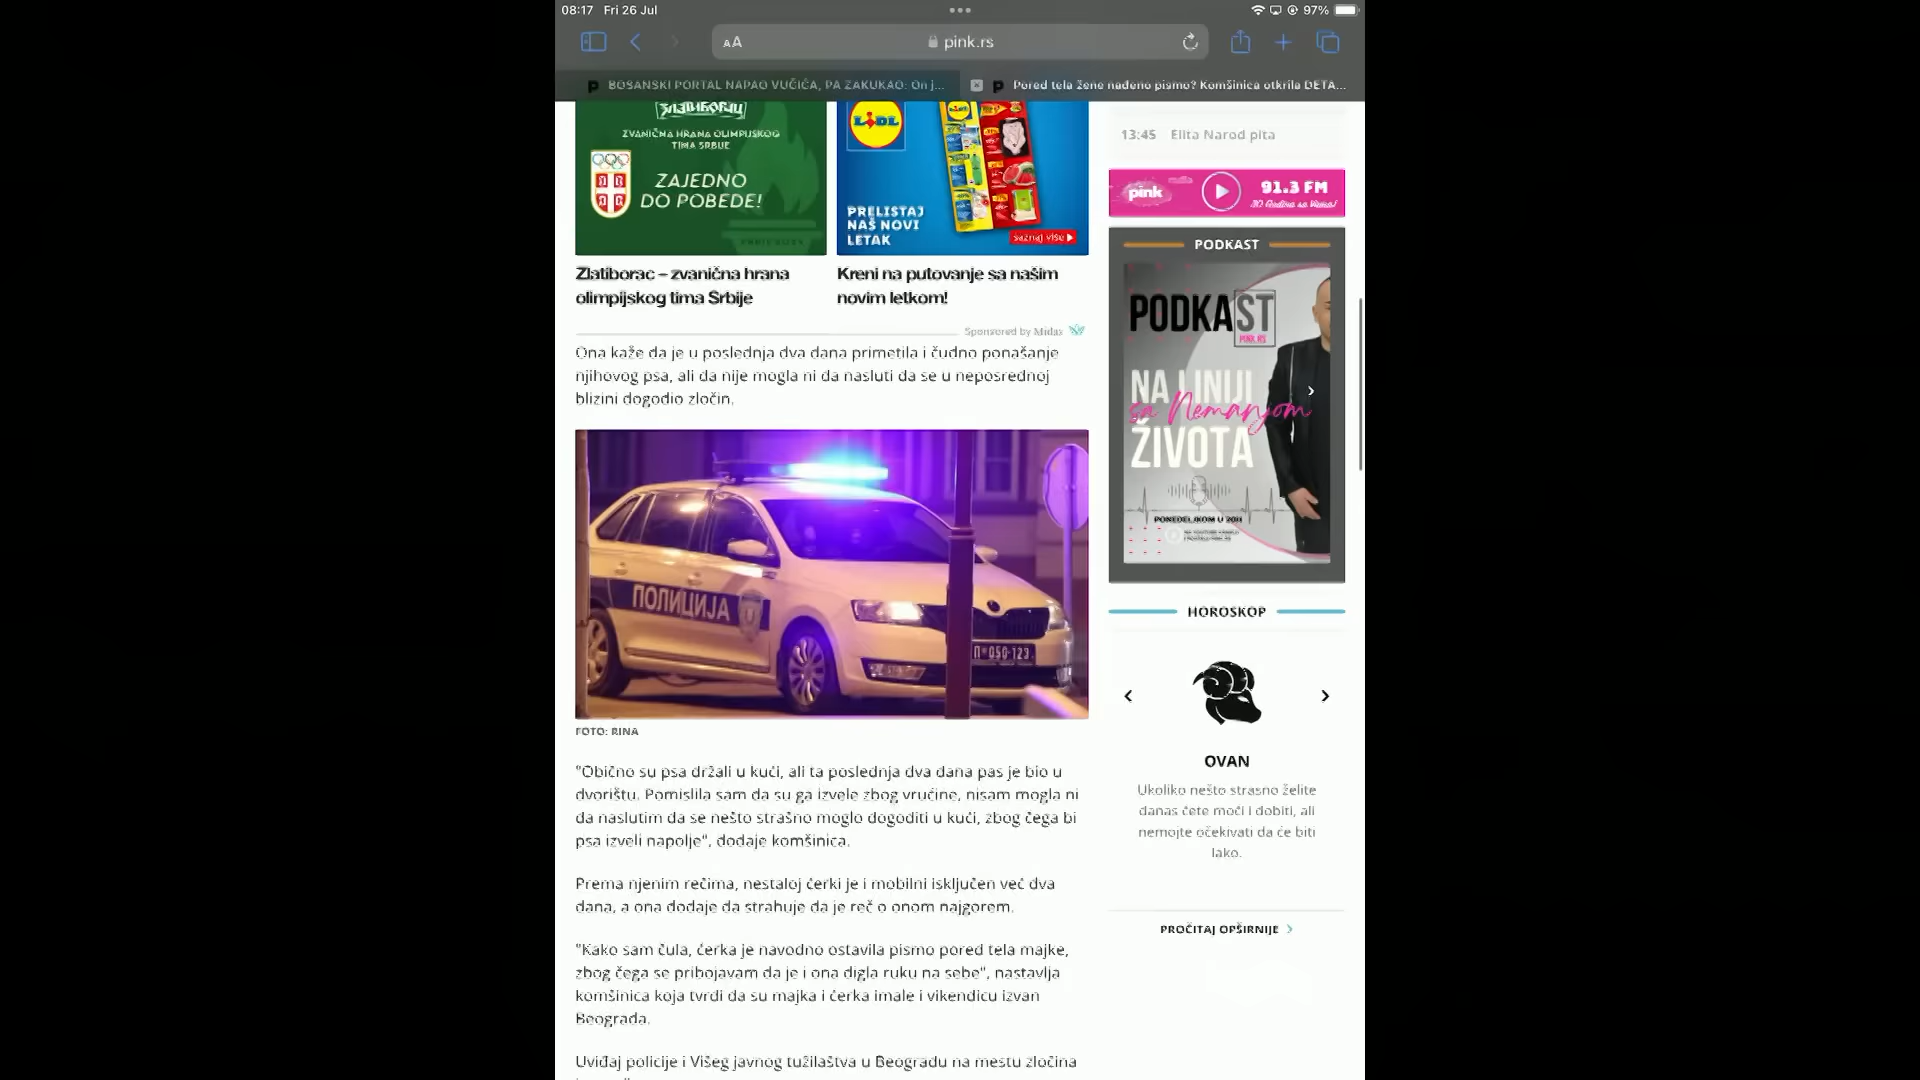 08:17 Fri 26 Jul
97%
AA
pink.rs
BOSANSKI PORTAL NAPAO VUČIĆA, PA ZAKUKAO: On j...
Pored tela žene nađeno pismo? Komšinica otkrila DETA...
ZVANIČNA HRANA OLIMPIJSKOG
TIMA SRBIJE
ZAJEDNO
DO POBEDE!
LIDL
PRELISTAJ
NAŠ NOVI
LETAK
saznaj više
Zlatiborac – zvanična hrana
olimpijskog tima Srbije
Kreni na putovanje sa našim
novim letkom!
Sponsored by Midas
Ona kaže da je u poslednja dva dana primetila i čudno ponašanje
njihovog psa, ali da nije mogla ni da nasluti da se u neposrednoj
blizini dogodio zločin.
ПОЛИЦИЈА
П 050-123
FOTO: RINA
"Obično su psa držali u kući, ali ta poslednja dva dana pas je bio u
dvorištu. Pomislila sam da su ga izvele zbog vrućine, nisam mogla ni
da naslutim da se nešto strašno moglo dogoditi u kući, zbog čega bi
psa izveli napolje", dodaje komšinica.
Prema njenim rečima, nestaloj ćerki je i mobilni isključen već dva
dana, a ona dodaje da strahuje da je reč o onom najgorem.
"Kako sam čula, ćerka je navodno ostavila pismo pored tela majke,
zbog čega se pribojavam da je i ona digla ruku na sebe", nastavlja
komšinica koja tvrdi da su majka i ćerka imale i vikendicu izvan
Beograda.
Uviđaj policije i Višeg javnog tužilaštva u Beogradu na mestu zločina
13:45 Elita Narod pita
pink
91.3 FM
30 Godina sa Vama!
PODKAST
PODKAST
PINK.RS
NA LINIJI
sa Nemanjom
ŽIVOTA
PONEDELJKOM U 20H
HOROSKOP
OVAN
Ukoliko nešto strasno želite
danas ćete moći i dobiti, ali
nemojte očekivati da će biti
lako.
PROČITAJ OPŠIRNIJE